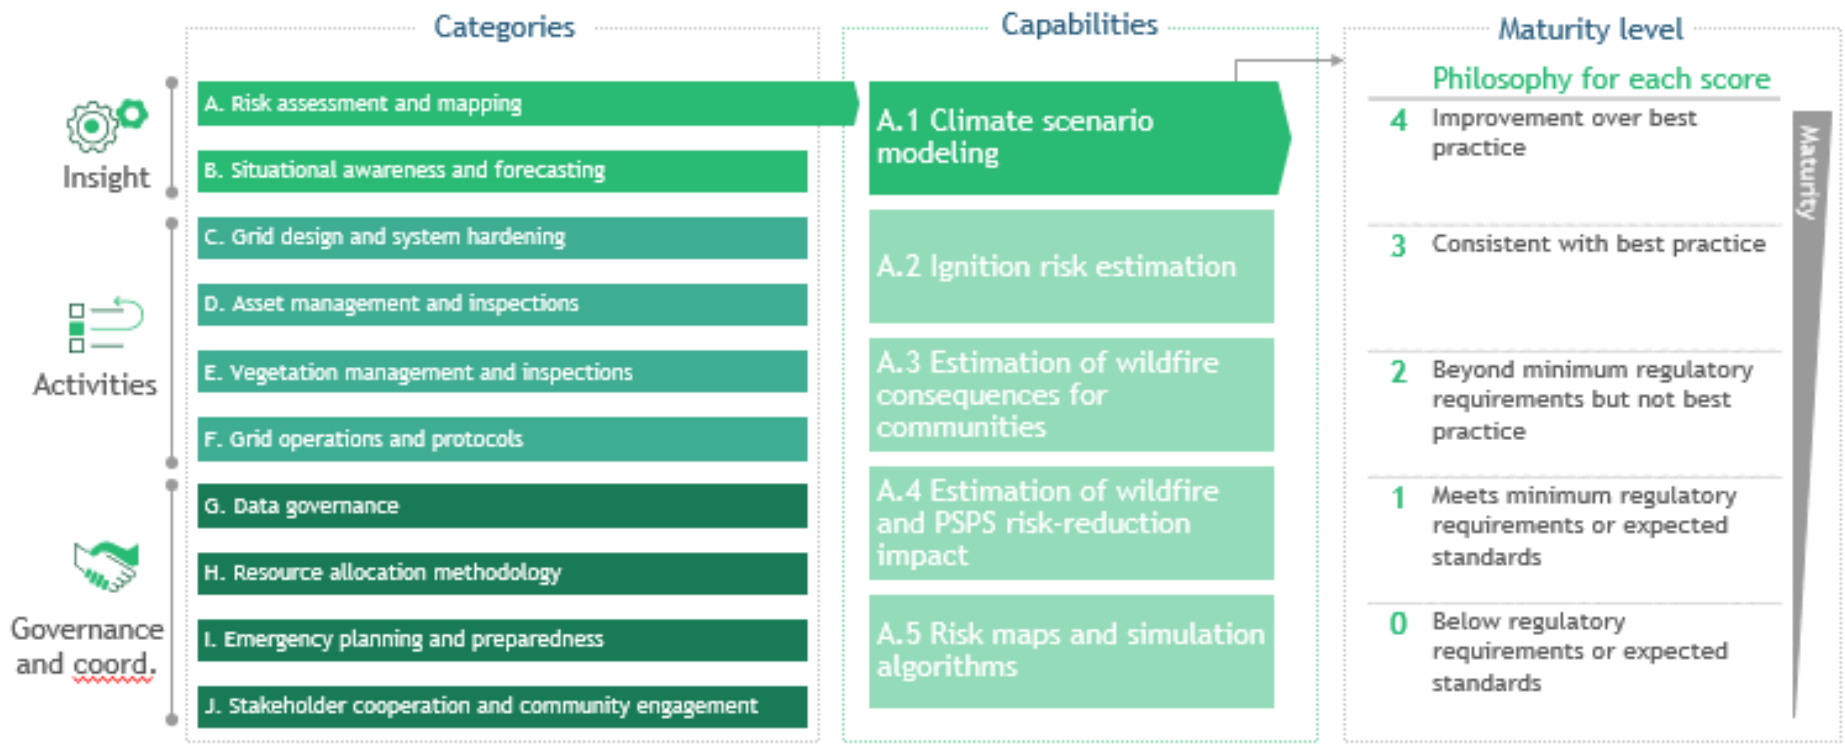 Categories
Capabilities
Maturity level
Insight
Activities
Governance
and coord.
A. Risk assessment and mapping
B. Situational awareness and forecasting
C. Grid design and system hardening
D. Asset management and inspections
E. Vegetation management and inspections
F. Grid operations and protocols
G. Data governance
H. Resource allocation methodology
I. Emergency planning and preparedness
J. Stakeholder cooperation and community engagement
A.1 Climate scenario
modeling
A.2 Ignition risk estimation
A.3 Estimation of wildfire
consequences for
communities
A.4 Estimation of wildfire
and PSPS risk-reduction
impact
A.5 Risk maps and simulation
algorithms
Philosophy for each score
4 Improvement over best
practice
3 Consistent with best practice
2 Beyond minimum regulatory
requirements but not best
practice
1 Meets minimum regulatory
requirements or expected
standards
0 Below regulatory
requirements or expected
standards
Maturity